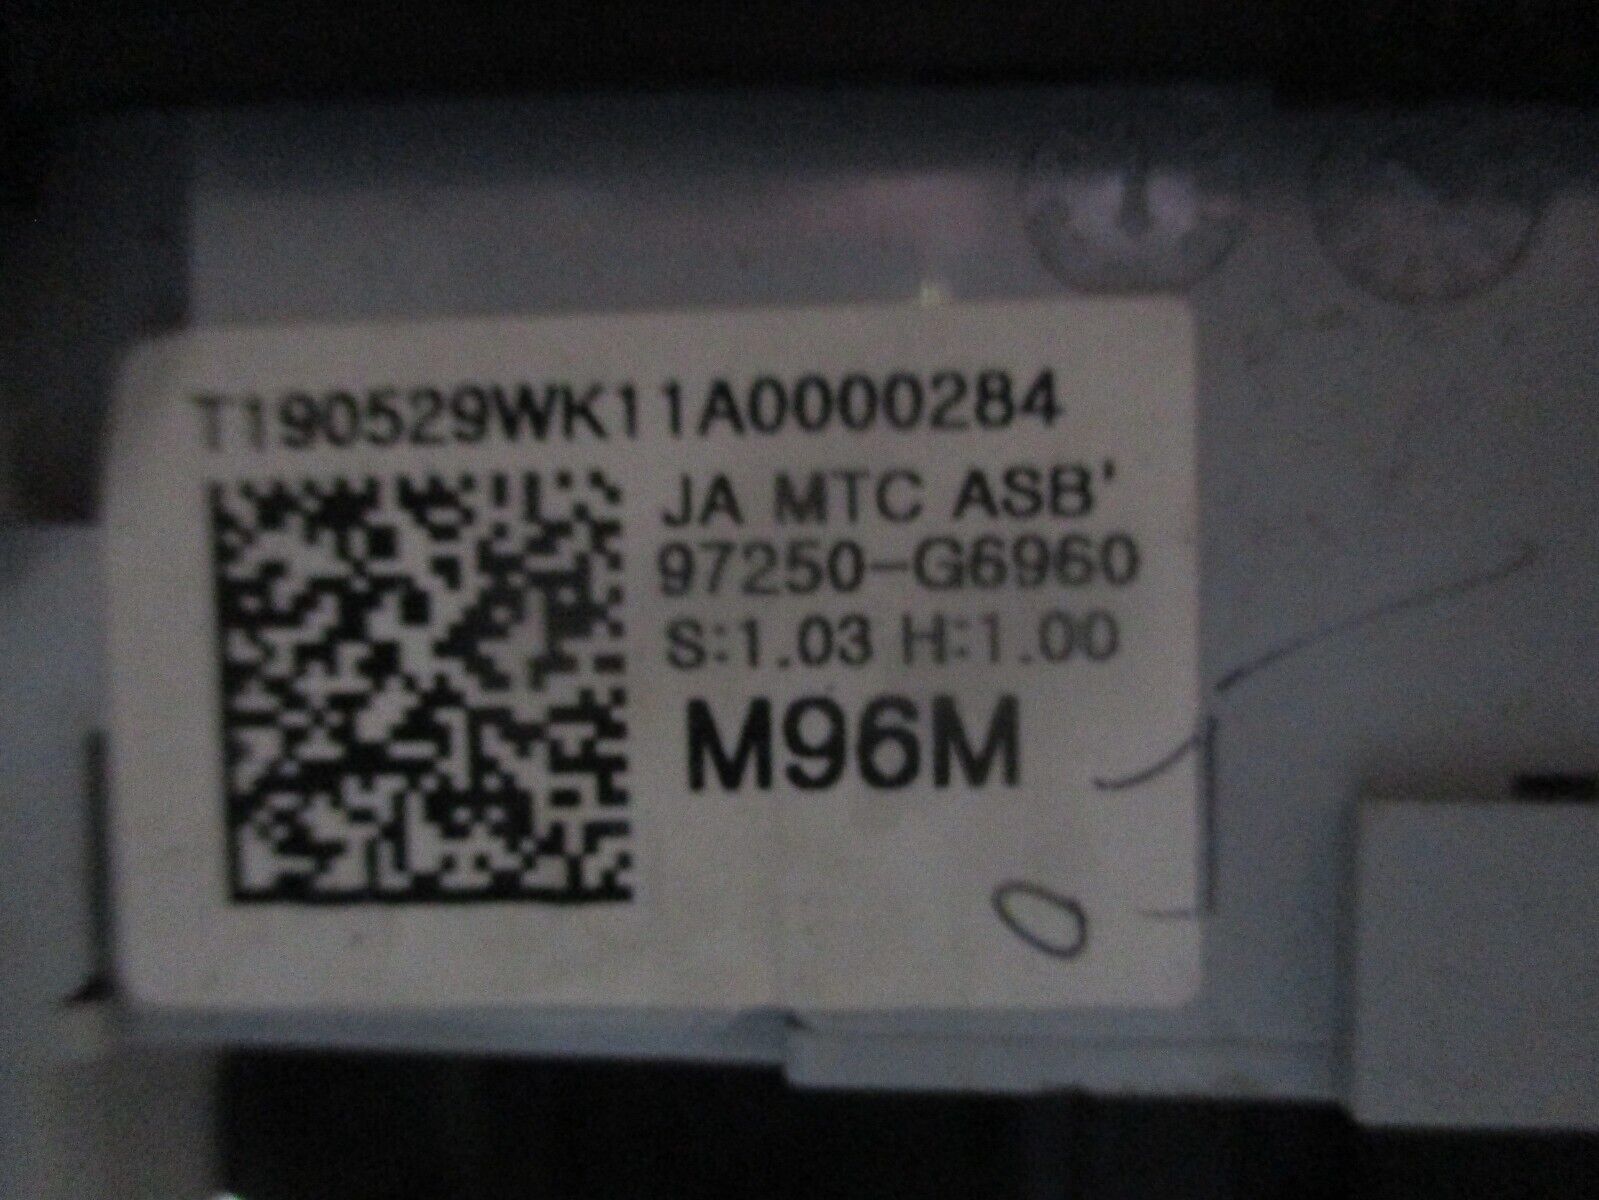 T190529WK11A0000284
JA MTC ASB'
97250-G6960
S:1.03 H:1.00
M96M